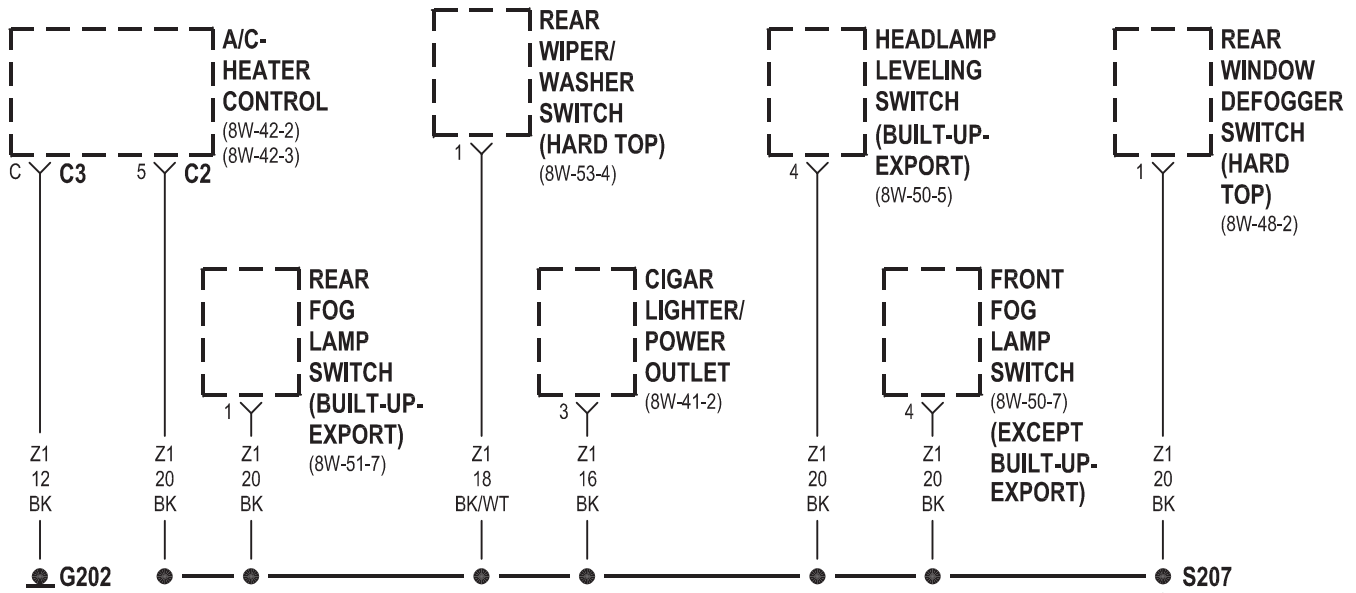 A/C-
HEATER
CONTROL
(8W-42-2)
(8W-42-3)
C
C3
5
C2
REAR
WIPER/
WASHER
SWITCH
(HARD TOP)
(8W-53-4)
1
HEADLAMP
LEVELING
SWITCH
(BUILT-UP-
EXPORT)
(8W-50-5)
4
REAR
WINDOW
DEFOGGER
SWITCH
(HARD
TOP)
(8W-48-2)
1
REAR
FOG
LAMP
SWITCH
(BUILT-UP-
EXPORT)
(8W-51-7)
1
CIGAR
LIGHTER/
POWER
OUTLET
(8W-41-2)
3
FRONT
FOG
LAMP
SWITCH
(8W-50-7)
(EXCEPT
BUILT-UP-
EXPORT)
4
Z1
12
BK
Z1
20
BK
Z1
20
BK
Z1
18
BK/WT
Z1
16
BK
Z1
20
BK
Z1
20
BK
Z1
20
BK
G202
S207